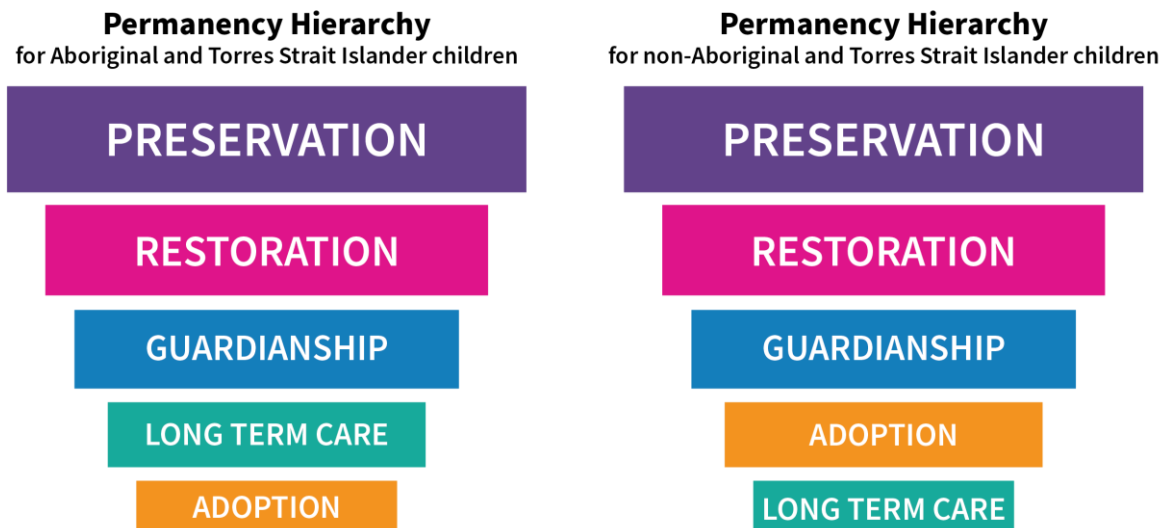 Permanency Hierarchy
for Aboriginal and Torres Strait Islander children
PRESERVATION
RESTORATION
GUARDIANSHIP
LONG TERM CARE
ADOPTION
Permanency Hierarchy
for non-Aboriginal and Torres Strait Islander children
PRESERVATION
RESTORATION
GUARDIANSHIP
ADOPTION
LONG TERM CARE